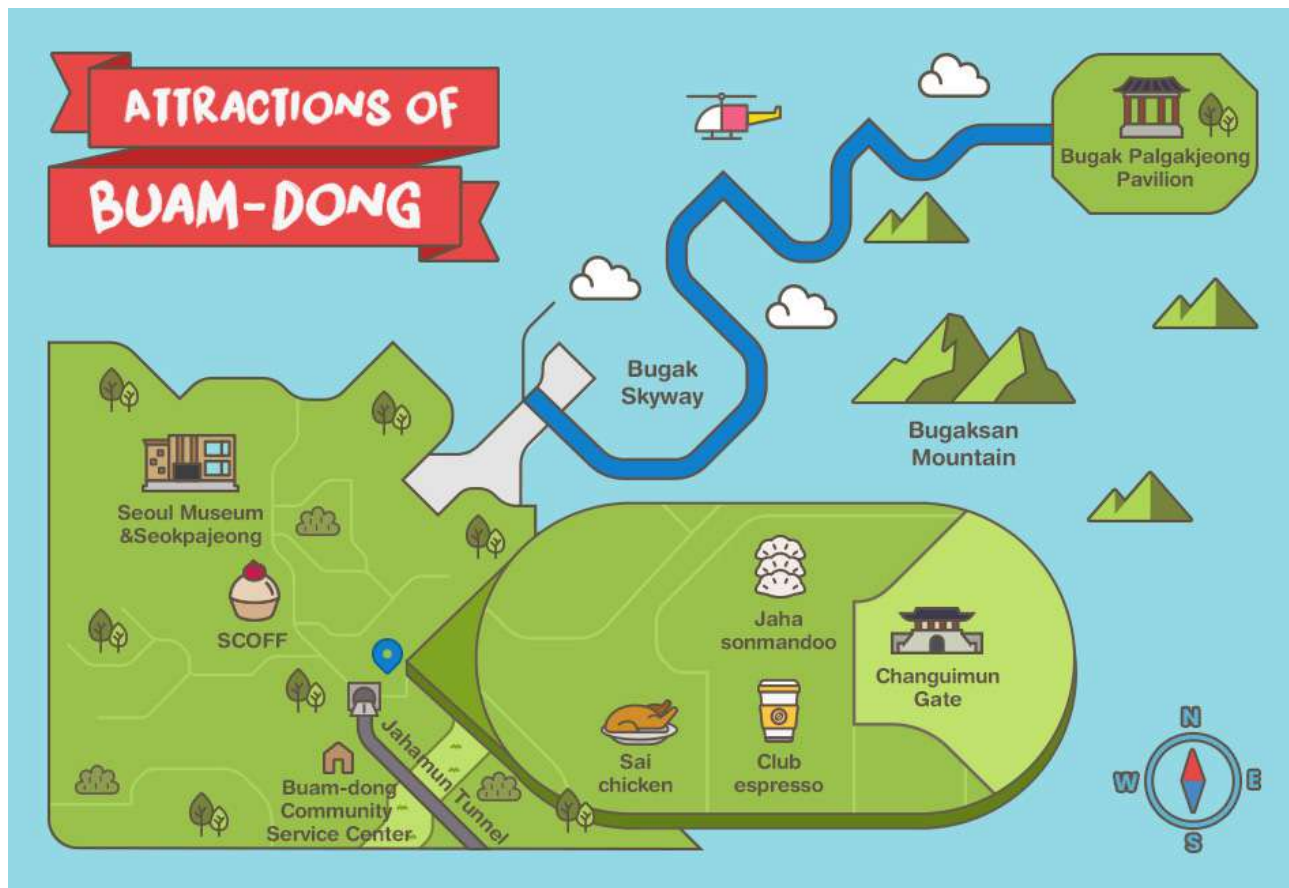 ATTRACTIONS OF
BUAM-DONG
Bugak Palgakjeong
Pavilion
Bugak
Skyway
Bugaksan
Mountain
Seoul Museum
&Seokpajeong
SCOFF
Jaha
sonmandoo
Changuimun
Gate
Sai
chicken
Club
espresso
Jahamun Tunnel
Buam-dong
Community
Service Center
N
W
E
S